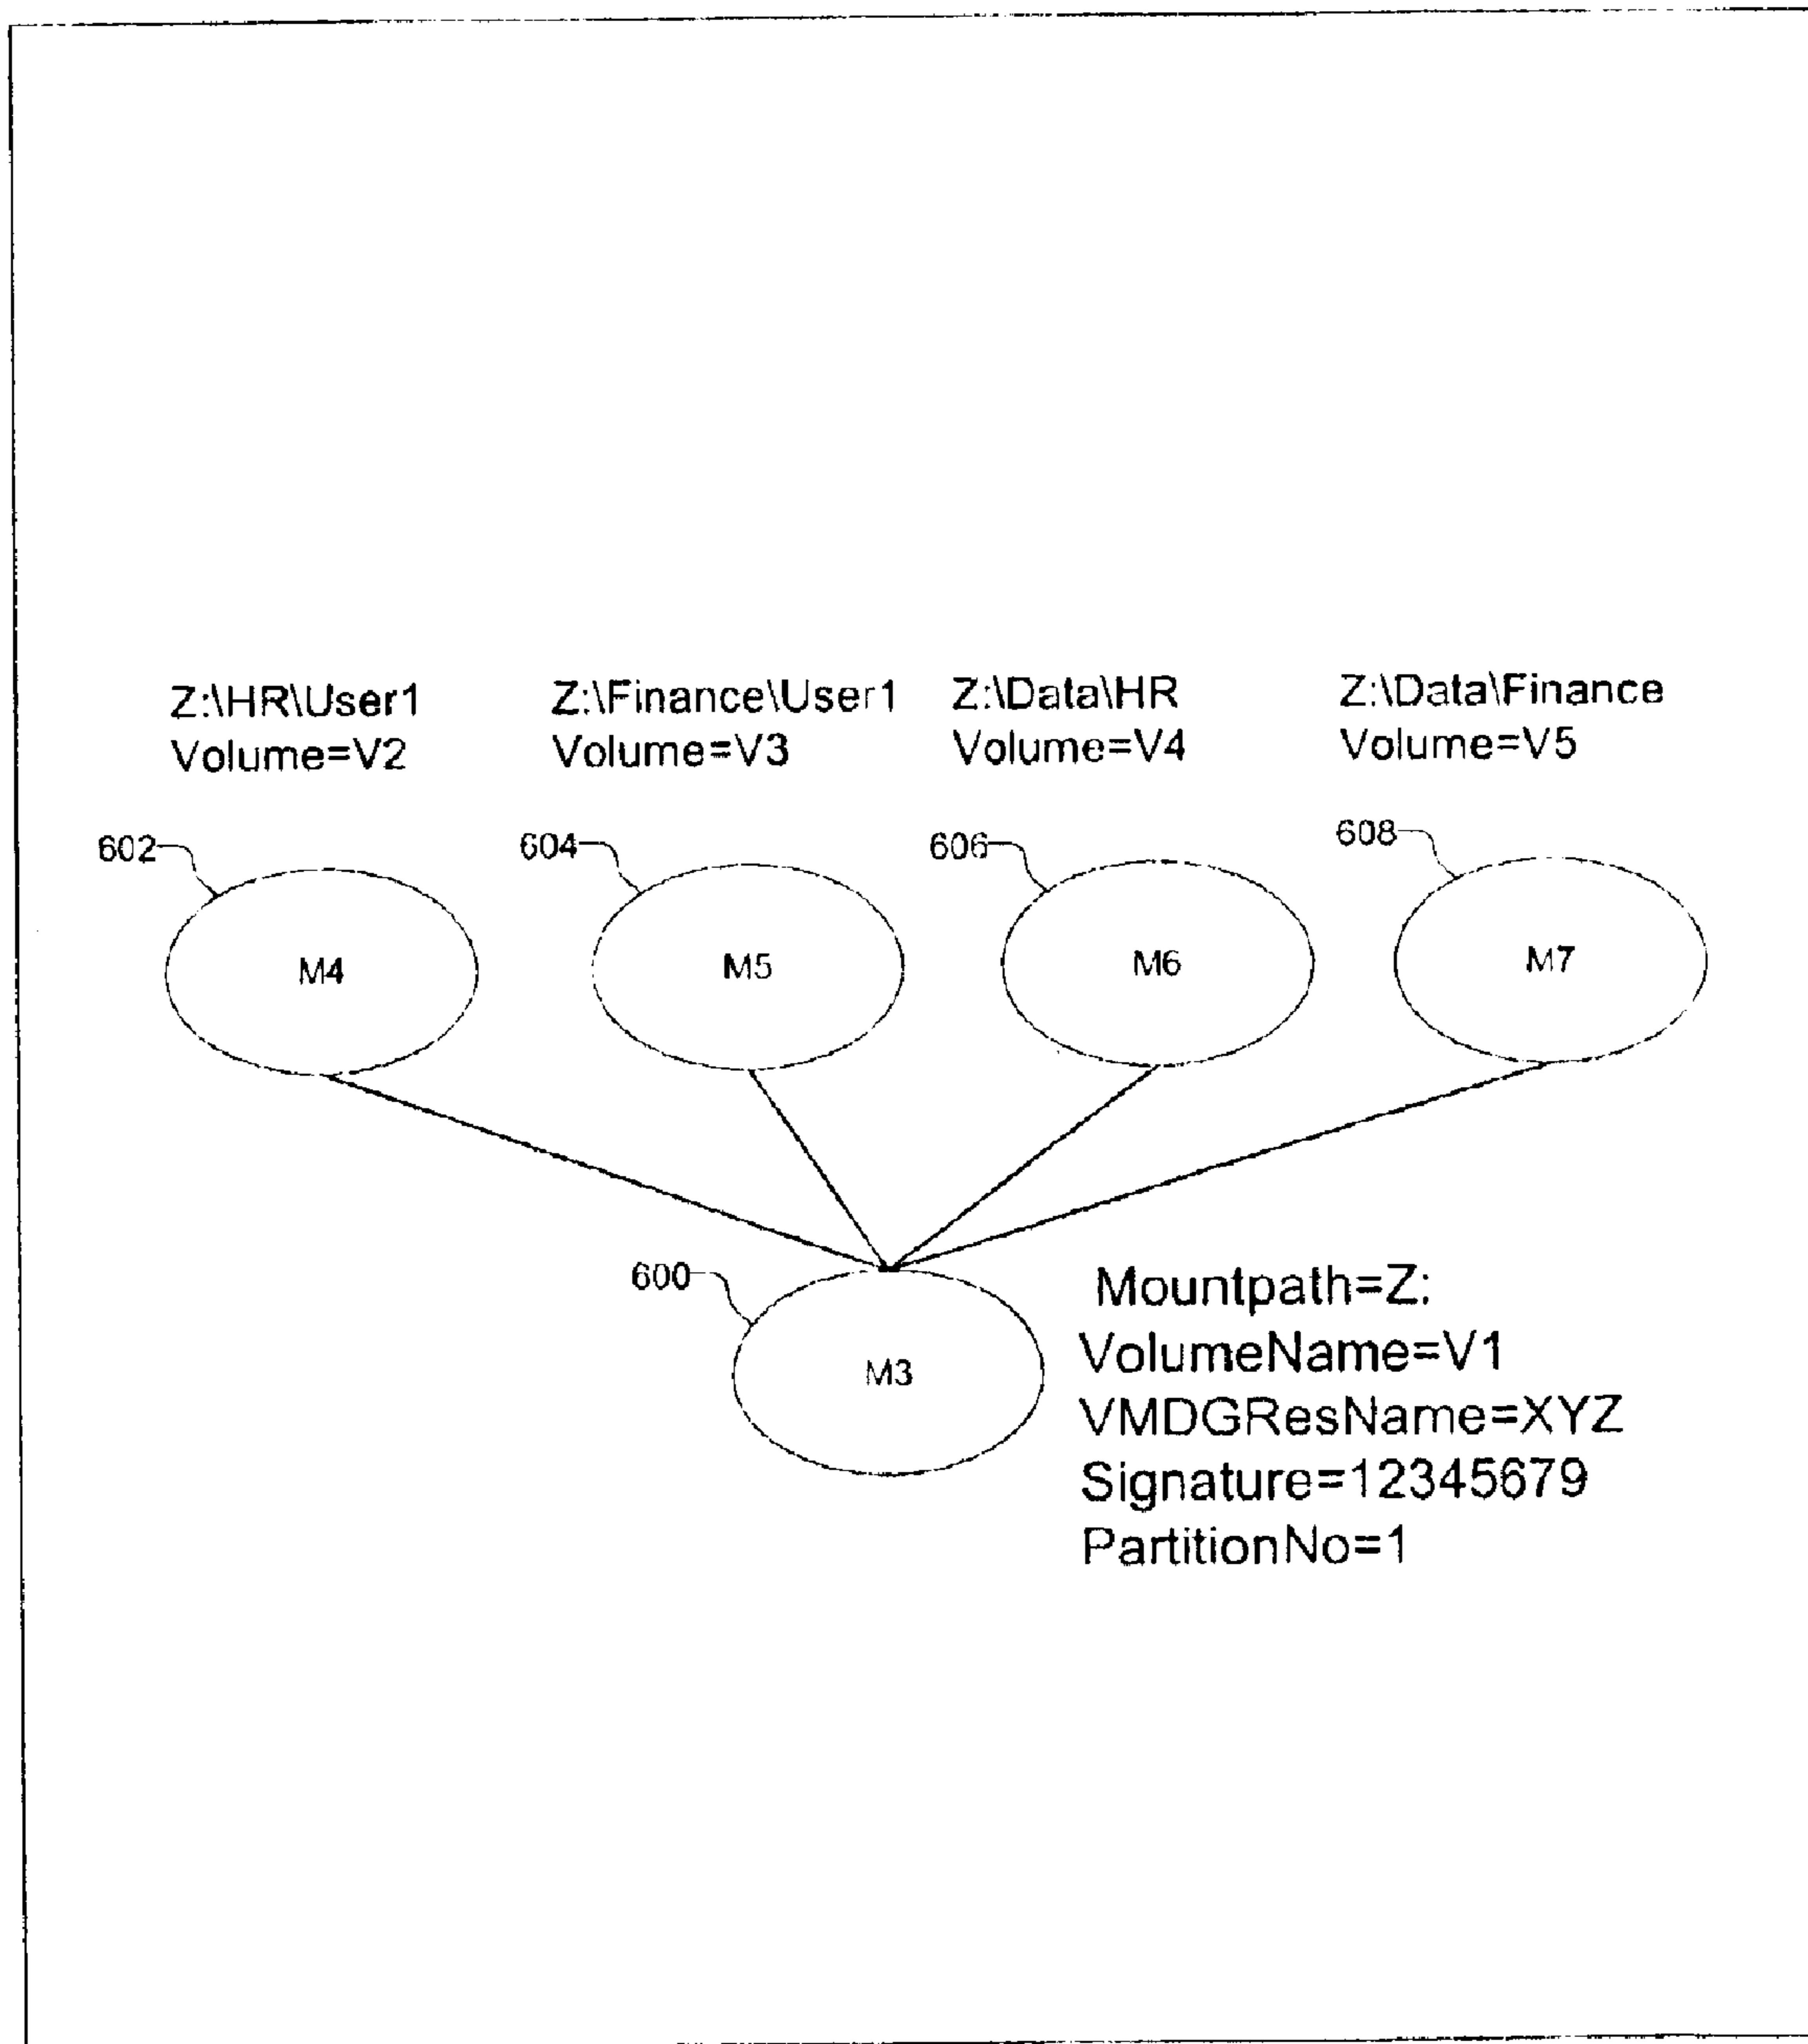 Z:\HR\User1
Volume=V2
Z:\Finance\User1
Volume=V3
Z:\Data\HR
Volume=V4
Z:\Data\Finance
Volume=V5
602
604
606
608
M4
M5
M6
M7
600
M3
Mountpath=Z:
VolumeName=V1
VMDGResName=XYZ
Signature=12345679
PartitionNo=1